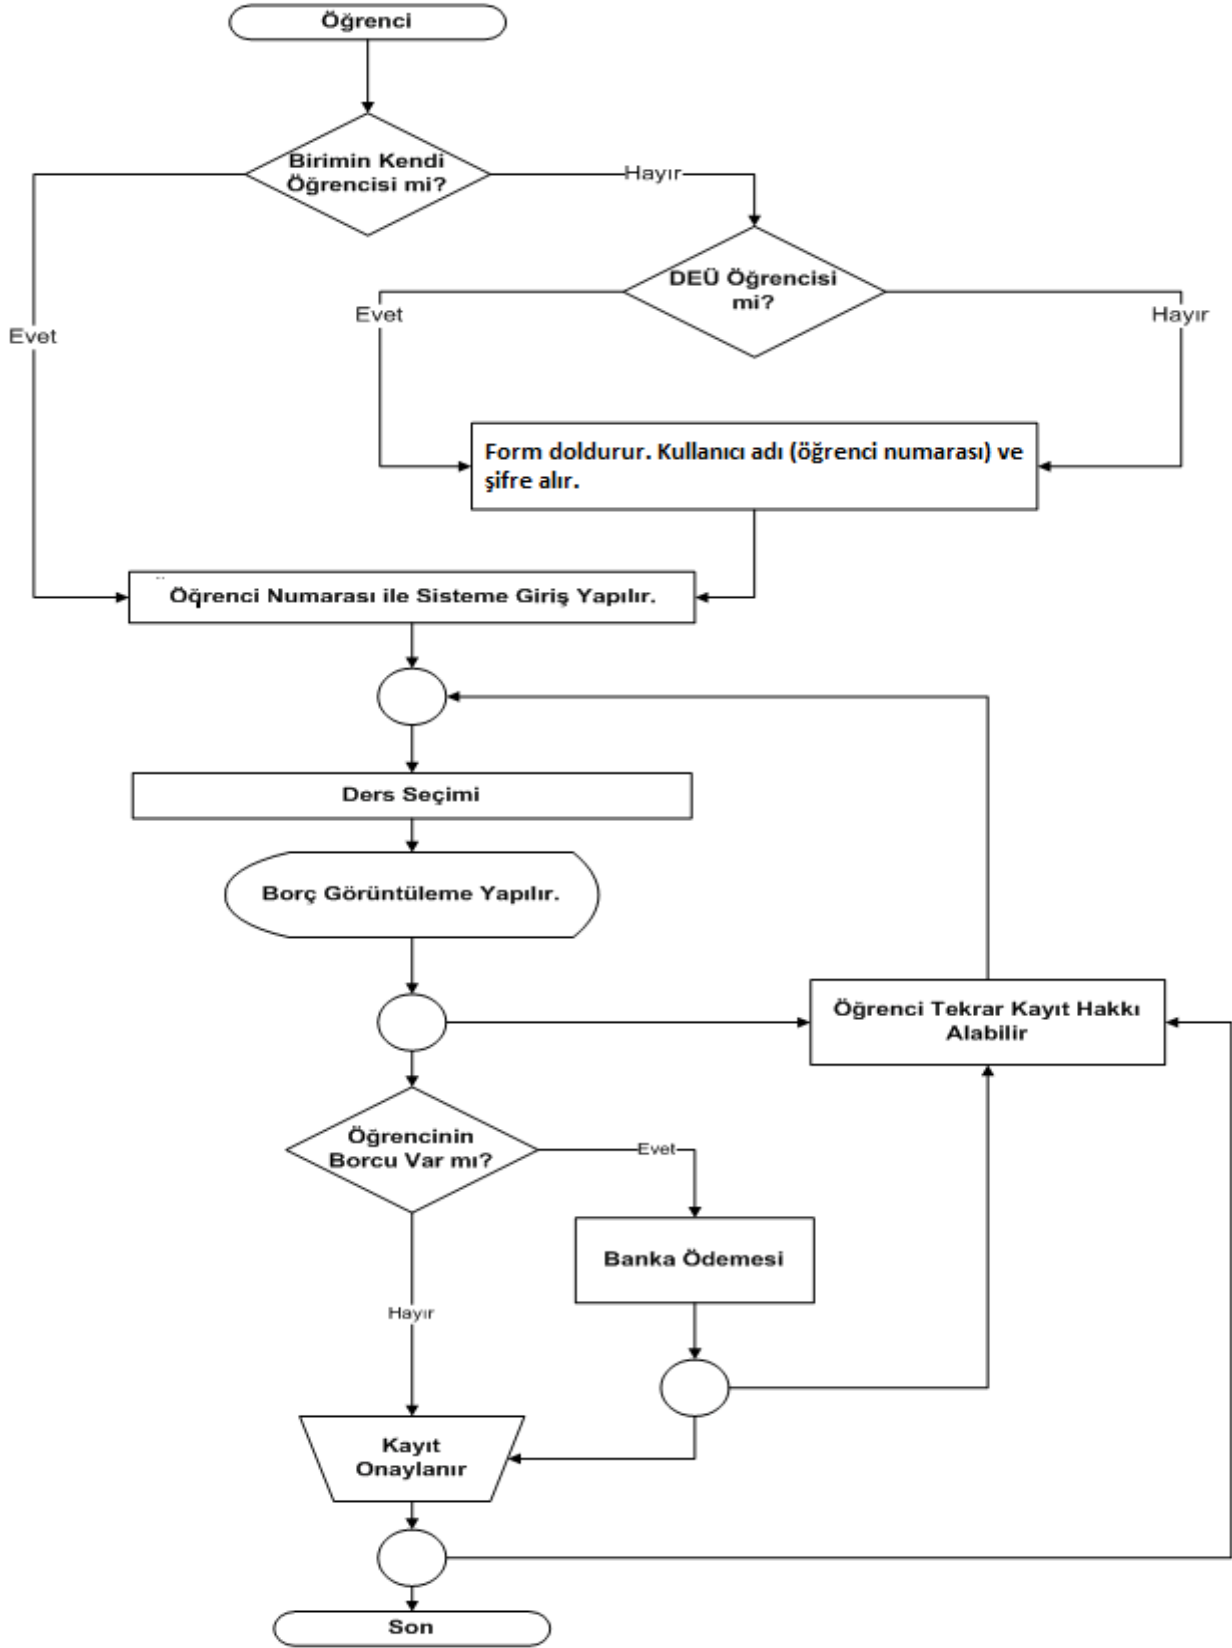 Öğrenci
Birimin Kendi
Öğrencisi mi?
Hayır
DEÜ Öğrencisi
mi?
Evet
Evet
Hayır
Form doldurur. Kullanıcı adı (öğrenci numarası) ve
şifre alır.
Öğrenci Numarası ile Sisteme Giriş Yapılır.
Ders Seçimi
Borç Görüntüleme Yapılır.
Öğrenci Tekrar Kayıt Hakkı
Alabilir
Öğrencinin
Borcu Var mı?
Evet
Banka Ödemesi
Hayır
Kayıt
Onaylanır
Son